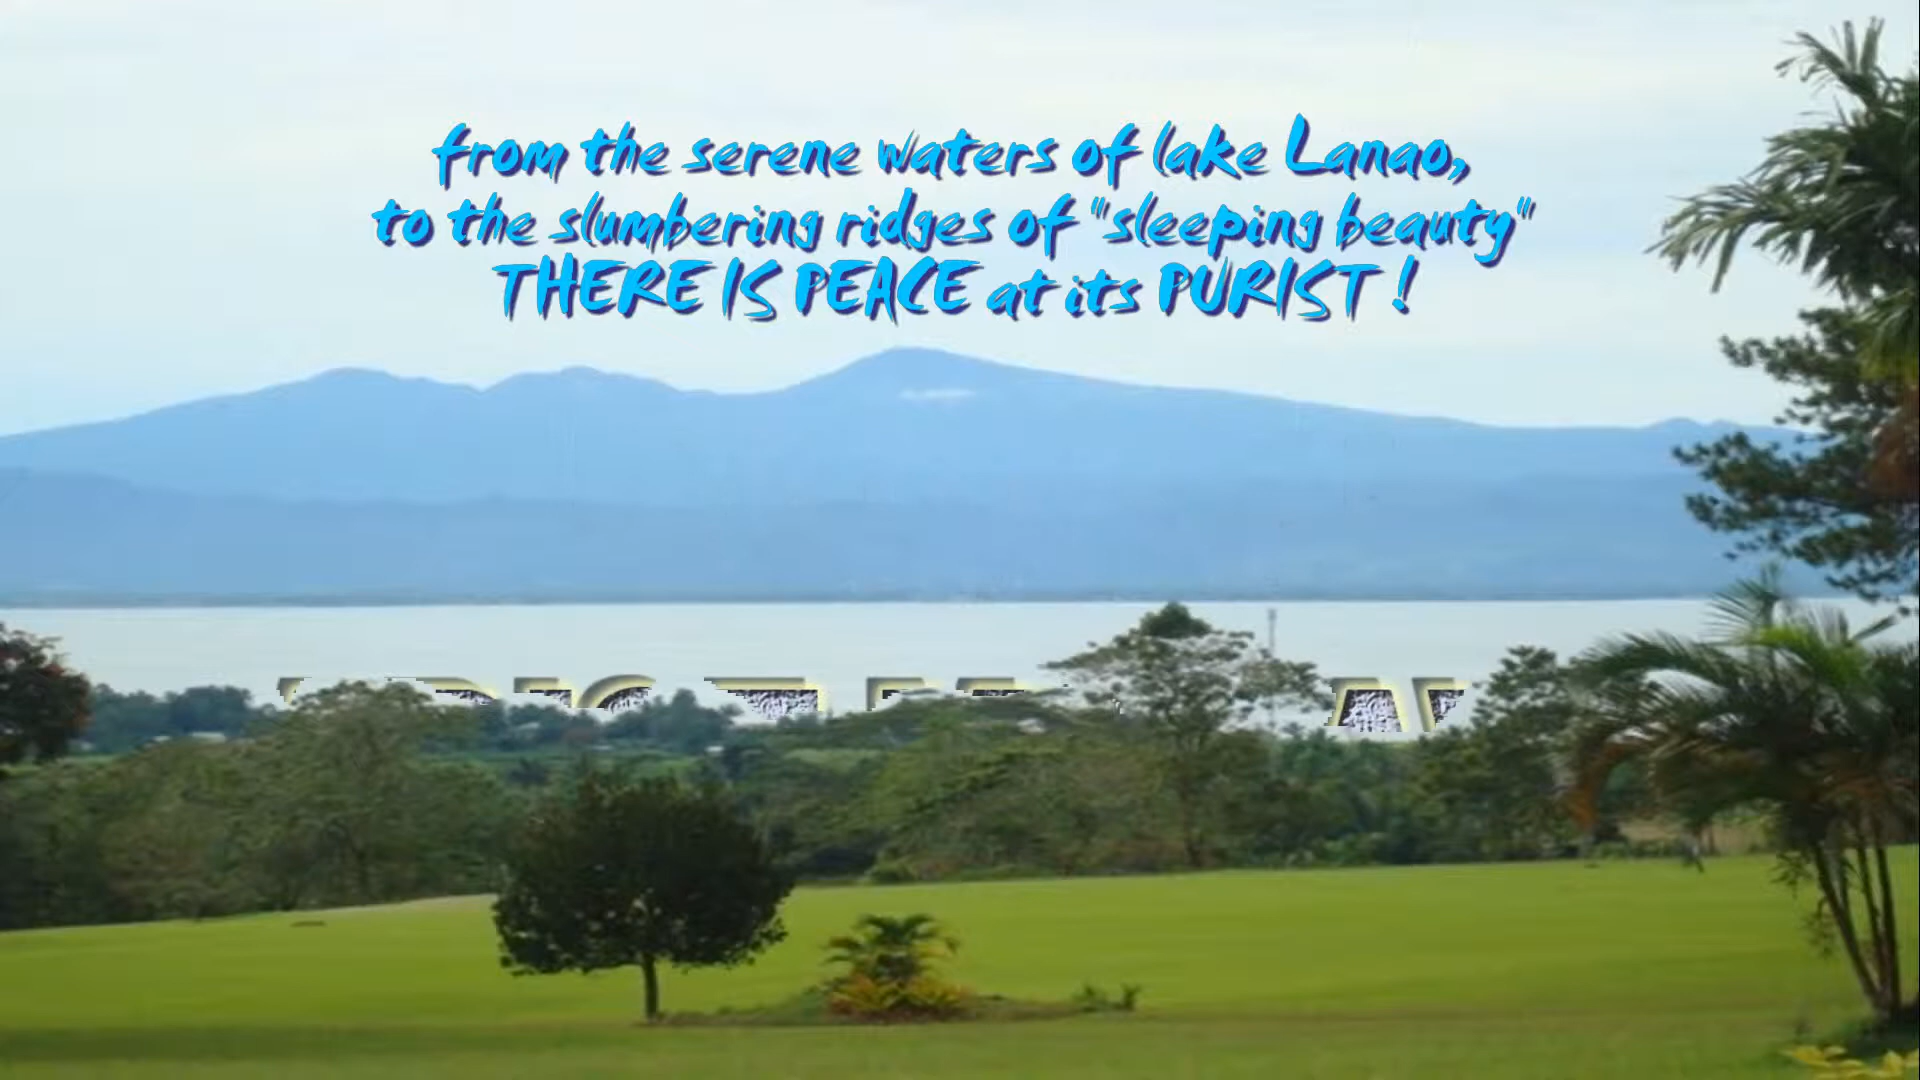 from the serene waters of lake Lanao,
to the slumbering ridges of "sleeping beauty"
THERE IS PEACE at its PURIST !